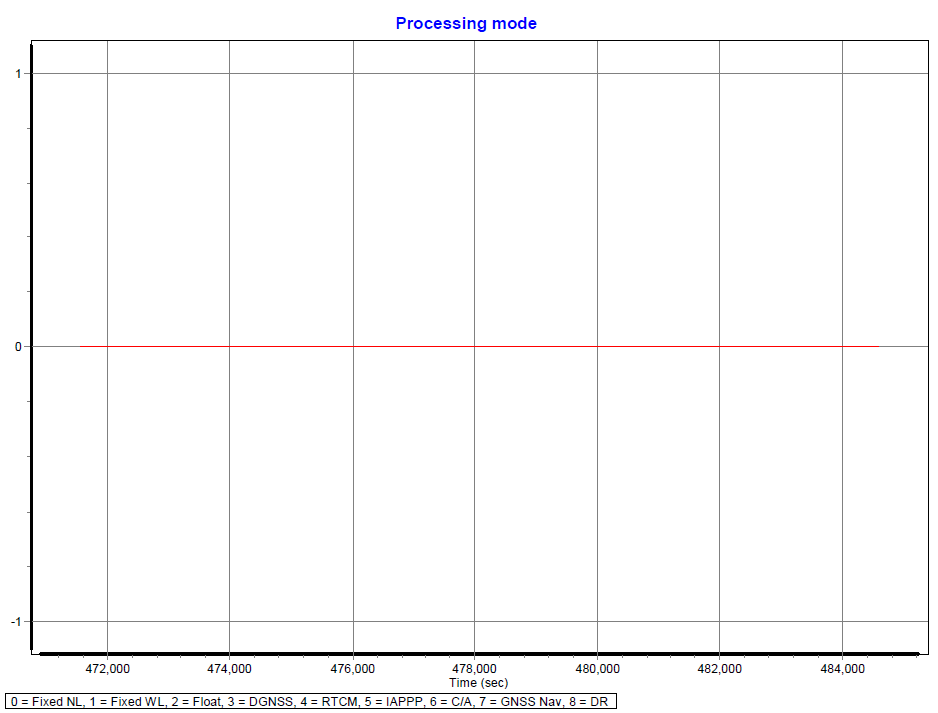 Processing mode
1
0
-1
472,000 474,000 476,000 478,000 480,000 482,000 484,000
Time (sec)
0 = Fixed NL, 1 = Fixed WL, 2 = Float, 3 = DGNSS, 4 = RTCM, 5 = IAPPP, 6 = C/A, 7 = GNSS Nav, 8 = DR